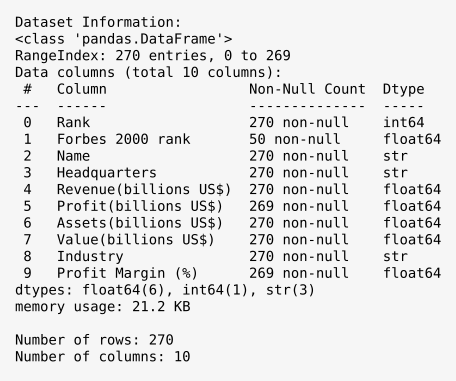 Dataset Information:
<class 'pandas.DataFrame'>
RangeIndex: 270 entries, 0 to 269
Data columns (total 10 columns):
 #   Column                 Non-Null Count  Dtype
---  ------                 --------------  -----
 0   Rank                   270 non-null    int64
 1   Forbes 2000 rank       50 non-null     float64
 2   Name                   270 non-null    str
 3   Headquarters           270 non-null    str
 4   Revenue(billions US$)  270 non-null    float64
 5   Profit(billions US$)   269 non-null    float64
 6   Assets(billions US$)   270 non-null    float64
 7   Value(billions US$)    270 non-null    float64
 8   Industry               270 non-null    str
 9   Profit Margin (%)      269 non-null    float64
dtypes: float64(6), int64(1), str(3)
memory usage: 21.2 KB

Number of rows: 270
Number of columns: 10